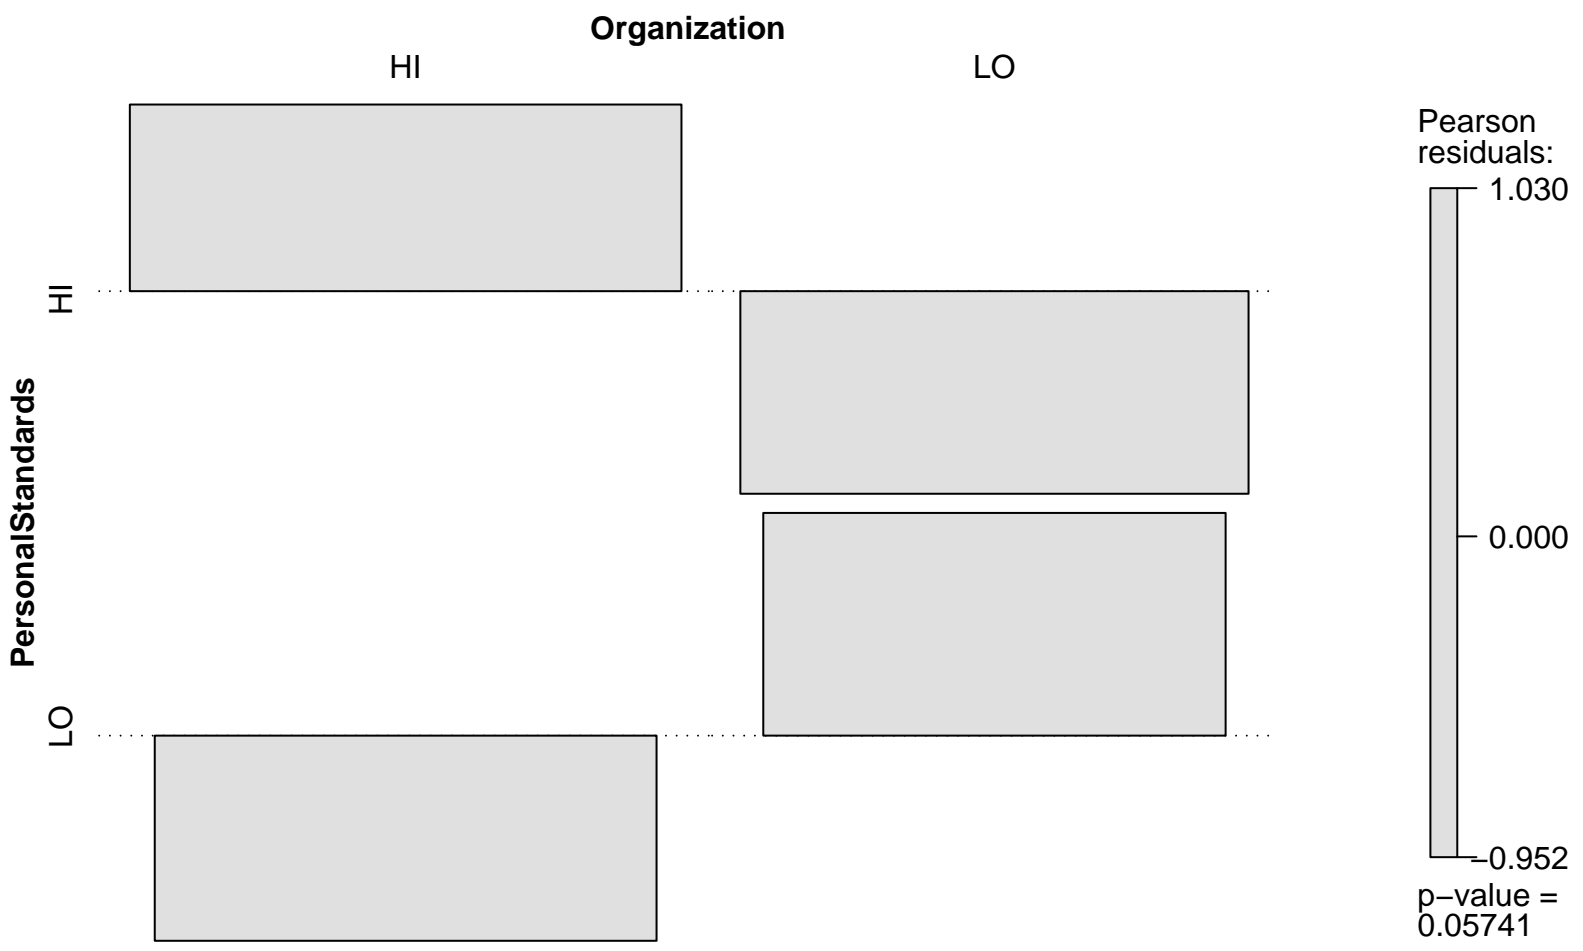 Organization
HI
LO
PersonalStandards
HI
LO
Pearson
residuals:
1.030
0.000
−0.952
p−value =
0.05741